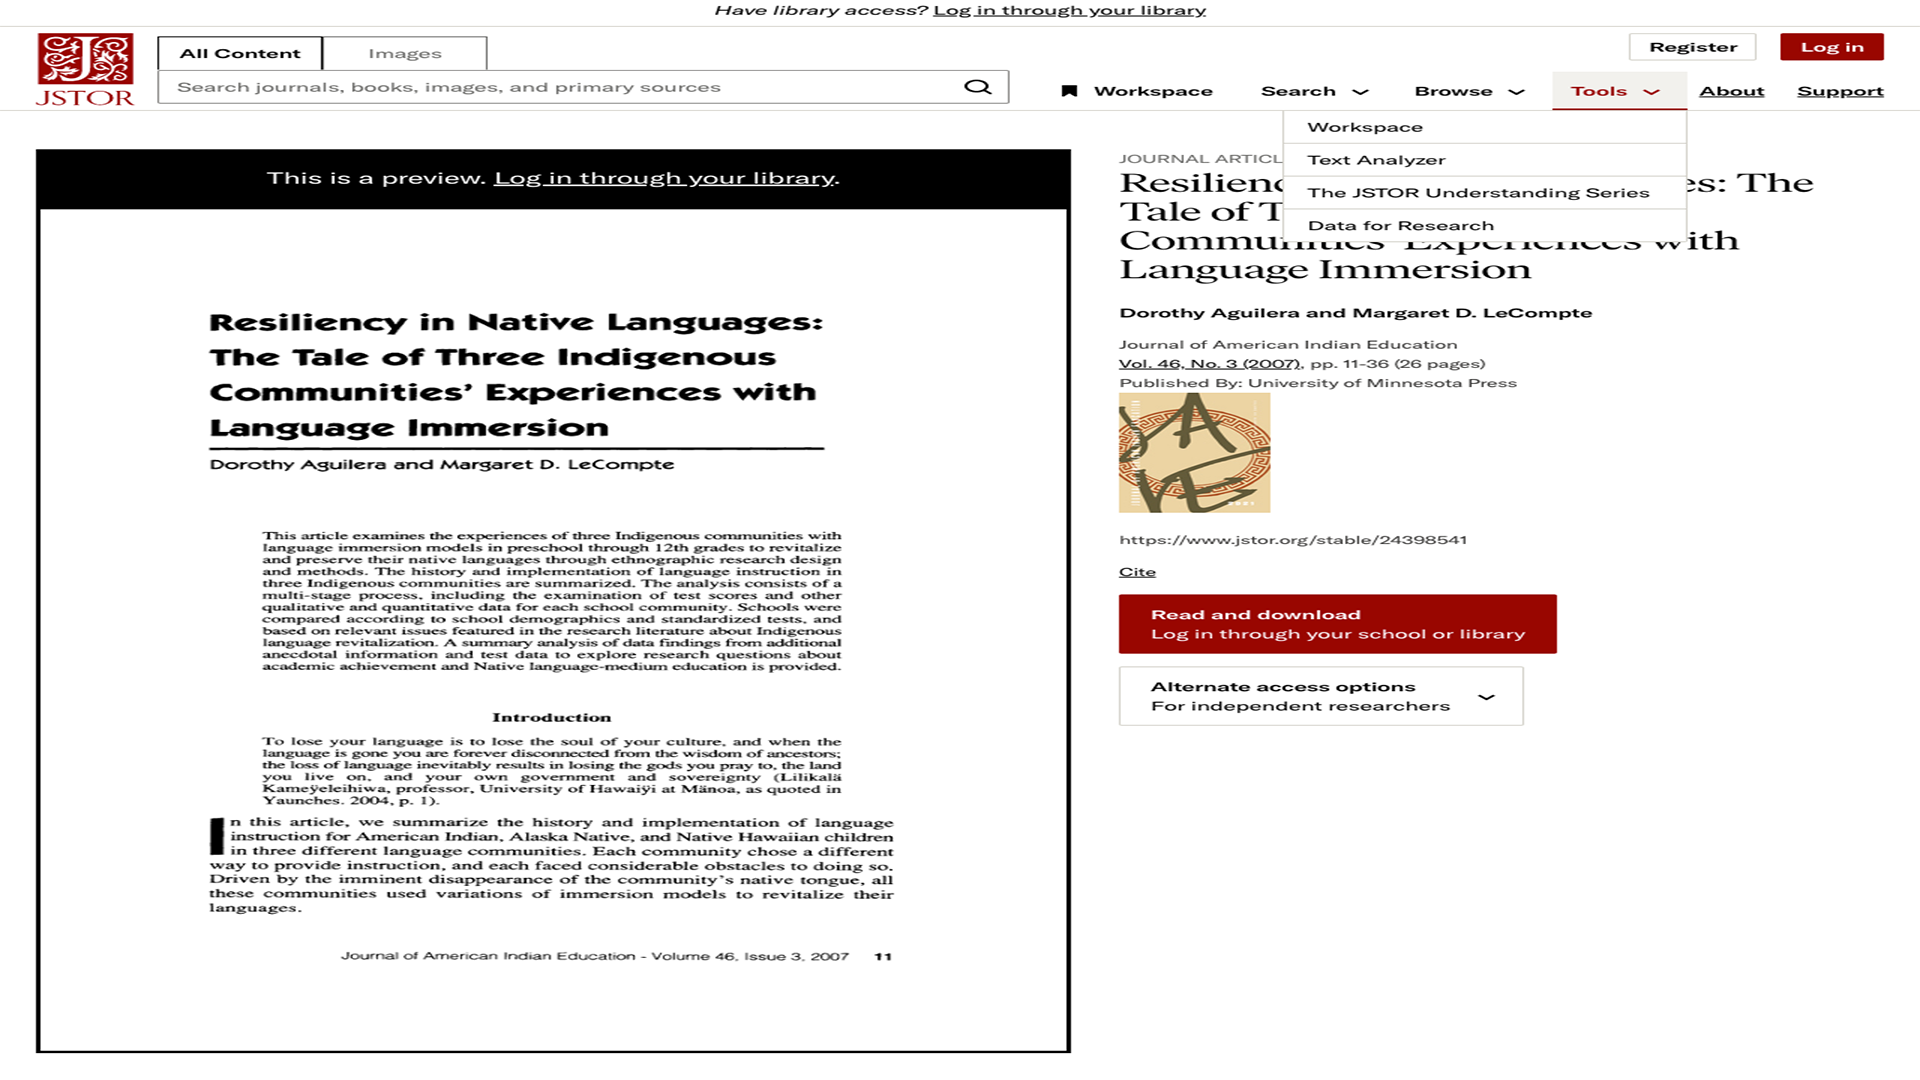 Have library access? Log in through your library
JSTOR
All Content
Images
Search journals, books, images, and primary sources
Register
Log in
Workspace
Search
Browse
Tools
About
Support
Workspace
Text Analyzer
The JSTOR Understanding Series
Data for Research
This is a preview. Log in through your library.
Resiliency in Native Languages:
The Tale of Three Indigenous
Communities' Experiences with
Language Immersion
Dorothy Aguilera and Margaret D. LeCompte
This article examines the experiences of three Indigenous communities with
language immersion models in preschool through 12th grades to revitalize
and preserve their native languages through ethnographic research design
and methods. The history and implementation of language instruction in
three Indigenous communities are summarized. The analysis consists of a
multi-stage process, including the examination of test scores and other
qualitative and quantitative data for each school community. Schools were
compared according to school demographics and standardized tests, and
based on relevant issues featured in the research literature about Indigenous
language revitalization. A summary analysis of data findings from additional
anecdotal information and test data to explore research questions about
academic achievement and Native language-medium education is provided.
Introduction
To lose your language is to lose the soul of your culture, and when the
language is gone you are forever disconnected from the wisdom of ancestors;
the loss of language inevitably results in losing the gods you pray to, the land
you live on, and your own government and sovereignty (Lilikalä
Kameÿeleihiwa, professor, University of Hawaiÿi at Mänoa, as quoted in
Yaunches. 2004, p. 1).
In this article, we summarize the history and implementation of language
instruction for American Indian, Alaska Native, and Native Hawaiian children
in three different language communities. Each community chose a different
way to provide instruction, and each faced considerable obstacles to doing so.
Driven by the imminent disappearance of the community's native tongue, all
these communities used variations of immersion models to revitalize their
languages.
Journal of American Indian Education - Volume 46, Issue 3, 2007 11
JOURNAL ARTICL
Resilienc es: The
Tale of T
Communities' Experiences with
Language Immersion
Dorothy Aguilera and Margaret D. LeCompte
Journal of American Indian Education
Vol. 46, No. 3 (2007), pp. 11-36 (26 pages)
Published By: University of Minnesota Press
JAIE
https://www.jstor.org/stable/24398541
Cite
Read and download
Log in through your school or library
Alternate access options
For independent researchers